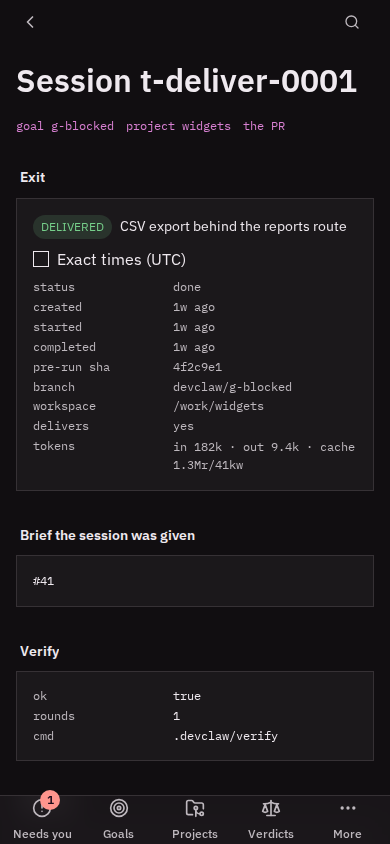 Session t-deliver-0001
goal g-blocked project widgets the PR
Exit
DELIVERED CSV export behind the reports route
Exact times (UTC)
status done
created 1w ago
started 1w ago
completed 1w ago
pre-run sha 4f2c9e1
branch devclaw/g-blocked
workspace /work/widgets
delivers yes
tokens in 182k · out 9.4k · cache
1.3Mr/41kw
Brief the session was given
#41
Verify
ok true
rounds 1
cmd .devclaw/verify
1
Needs you Goals Projects Verdicts More